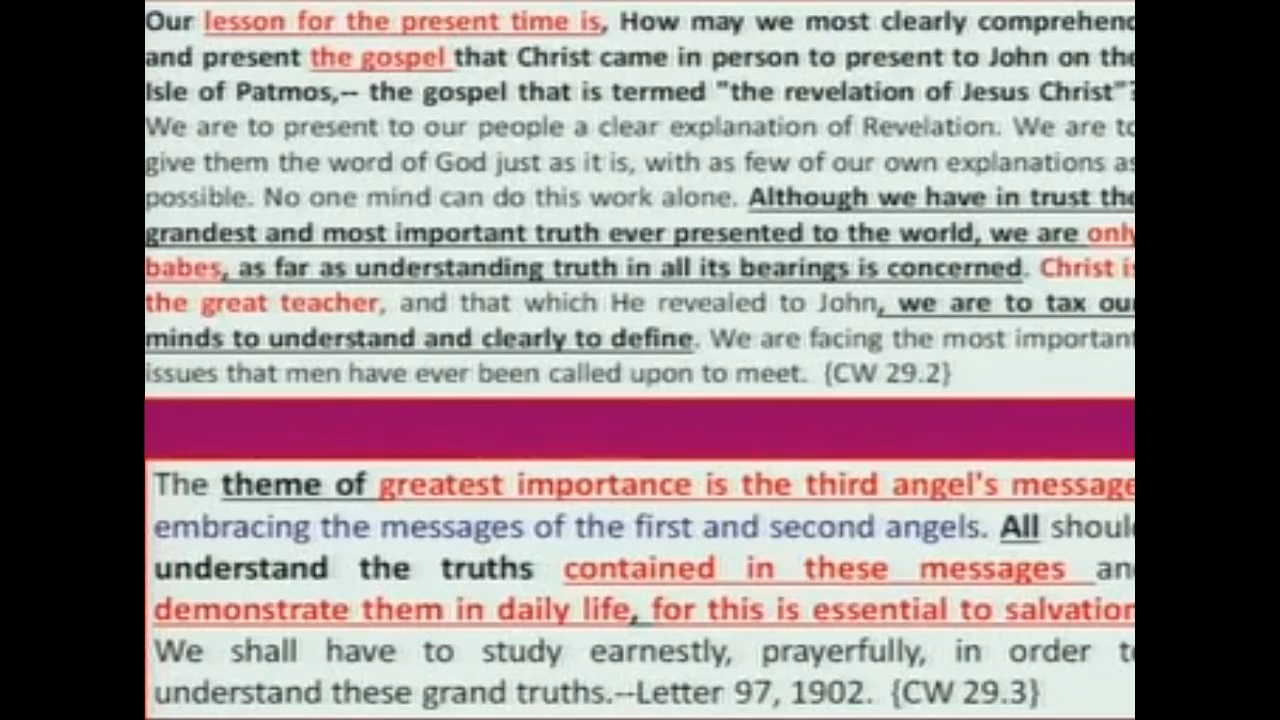 Our lesson for the present time is, How may we most clearly comprehend
and present the gospel that Christ came in person to present to John on the
Isle of Patmos,-- the gospel that is termed "the revelation of Jesus Christ"?
We are to present to our people a clear explanation of Revelation. We are to
give them the word of God just as it is, with as few of our own explanations as
possible. No one mind can do this work alone. Although we have in trust the
grandest and most important truth ever presented to the world, we are only
babes, as far as understanding truth in all its bearings is concerned. Christ is
the great teacher, and that which He revealed to John, we are to tax our
minds to understand and clearly to define. We are facing the most important
issues that men have ever been called upon to meet. {CW 29.2}
The theme of greatest importance is the third angel's message
embracing the messages of the first and second angels. All should
understand the truths contained in these messages and
demonstrate them in daily life, for this is essential to salvation
We shall have to study earnestly, prayerfully, in order to
understand these grand truths.--Letter 97, 1902. {CW 29.3}